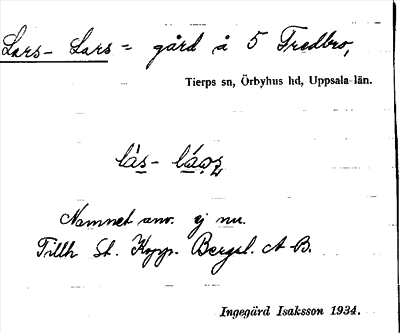 Lars-Lars = gård å 5 Fredbro,
Tierps sn, Örbyhus hd, Uppsala län.
Namnet anv. ej nu.
Tillh St. Kopp. Bergsl. A-B.
Ingegärd Isaksson 1934.